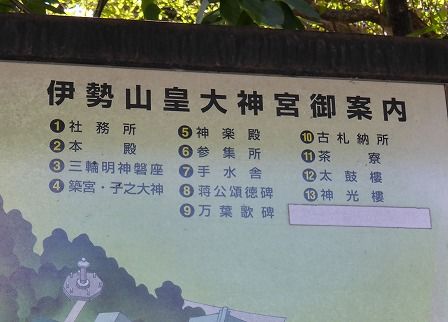 伊勢山皇大神宮御案内
1 社務所
2 本殿
3 三輪明神磐座
4 築宮・子之大神
5 神楽殿
6 参集所
7 手水舎
8 蒋公頌徳碑
9 万葉歌碑
10 古札納所
11 茶寮
12 太鼓樓
13 神光樓